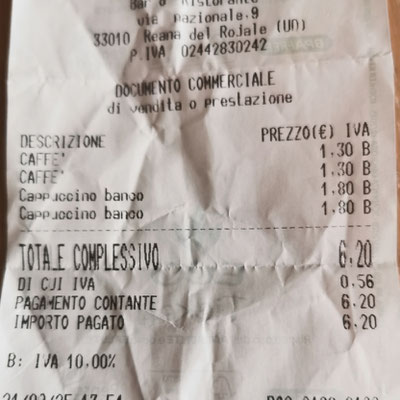 Bar & Ristorante
via Nazionale,9
33010 Reana del Rojale (UD)
P.IVA 02442830242
DOCUMENTO COMMERCIALE
di vendita o prestazione
DESCRIZIONE PREZZO(€) IVA
CAFFE' 1,30 B
CAFFE' 1,30 B
Cappuccino banco 1,80 B
Cappuccino banco 1,80 B
TOTALE COMPLESSIVO 6,20
DI CUI IVA 0,56
PAGAMENTO CONTANTE 6,20
IMPORTO PAGATO 6,20
B: IVA 10,00%